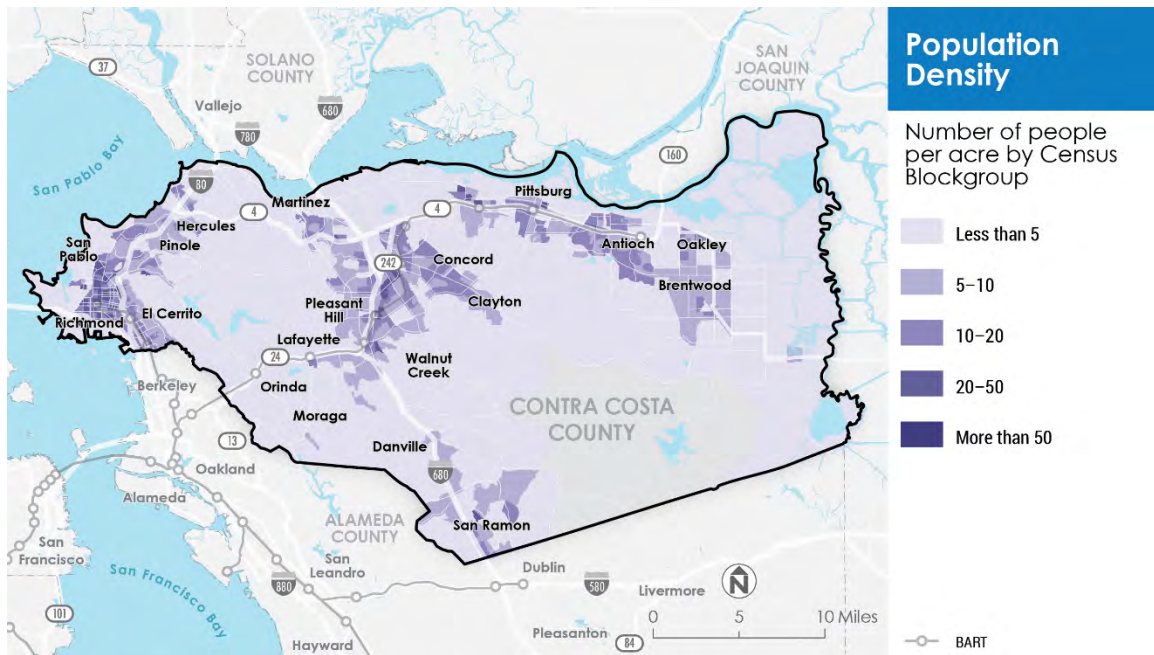 Population
Density
Number of people
per acre by Census
Blockgroup
Less than 5
5–10
10–20
20–50
More than 50
BART
SOLANO
COUNTY
SAN
JOAQUIN
COUNTY
37
Vallejo
680
780
160
San Pablo Bay
80
Martinez
4
Hercules
Pinole
San
Pablo
4
Pittsburg
Antioch
Oakley
242
Concord
Clayton
Brentwood
Pleasant
Hill
El Cerrito
Richmond
Lafayette
24
Walnut
Creek
Berkeley
Orinda
Moraga
CONTRA COSTA
COUNTY
13
Danville
680
Oakland
Alameda
ALAMEDA
COUNTY
San Ramon
San
Francisco
San
Leandro
Dublin
San Francisco Bay
880
580
Livermore
N
101
0 5 10 Miles
Hayward
Pleasanton
84